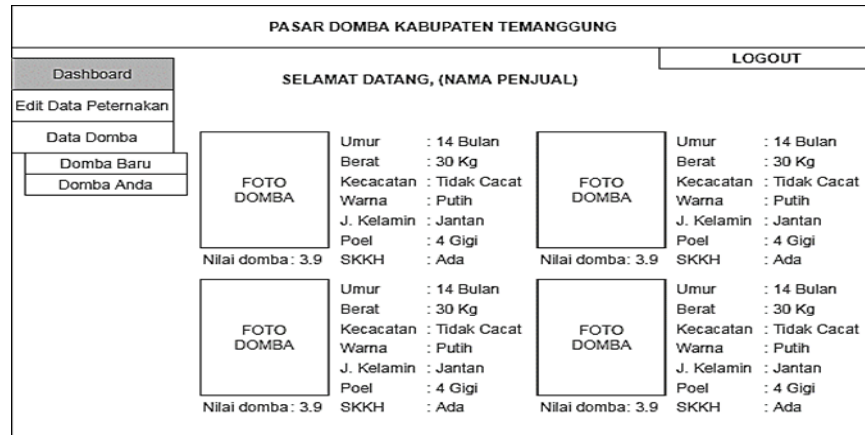 PASAR DOMBA KABUPATEN TEMANGGUNG
LOGOUT
SELAMAT DATANG, (NAMA PENJUAL)
Dashboard
Edit Data Peternakan
Data Domba
Domba Baru
Domba Anda
FOTO
DOMBA
Nilai domba: 3.9
Umur : 14 Bulan
Berat : 30 Kg
Kecacatan : Tidak Cacat
Warna : Putih
J. Kelamin : Jantan
Poel : 4 Gigi
SKKH : Ada
FOTO
DOMBA
Nilai domba: 3.9
Umur : 14 Bulan
Berat : 30 Kg
Kecacatan : Tidak Cacat
Warna : Putih
J. Kelamin : Jantan
Poel : 4 Gigi
SKKH : Ada
FOTO
DOMBA
Nilai domba: 3.9
Umur : 14 Bulan
Berat : 30 Kg
Kecacatan : Tidak Cacat
Warna : Putih
J. Kelamin : Jantan
Poel : 4 Gigi
SKKH : Ada
FOTO
DOMBA
Nilai domba: 3.9
Umur : 14 Bulan
Berat : 30 Kg
Kecacatan : Tidak Cacat
Warna : Putih
J. Kelamin : Jantan
Poel : 4 Gigi
SKKH : Ada